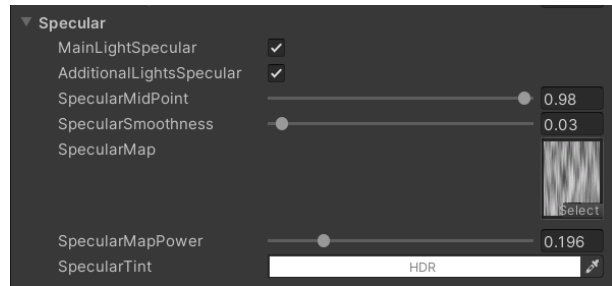 Specular
MainLightSpecular
AdditionalLightsSpecular
SpecularMidPoint 0.98
SpecularSmoothness 0.03
SpecularMap
Select
SpecularMapPower 0.196
SpecularTint HDR